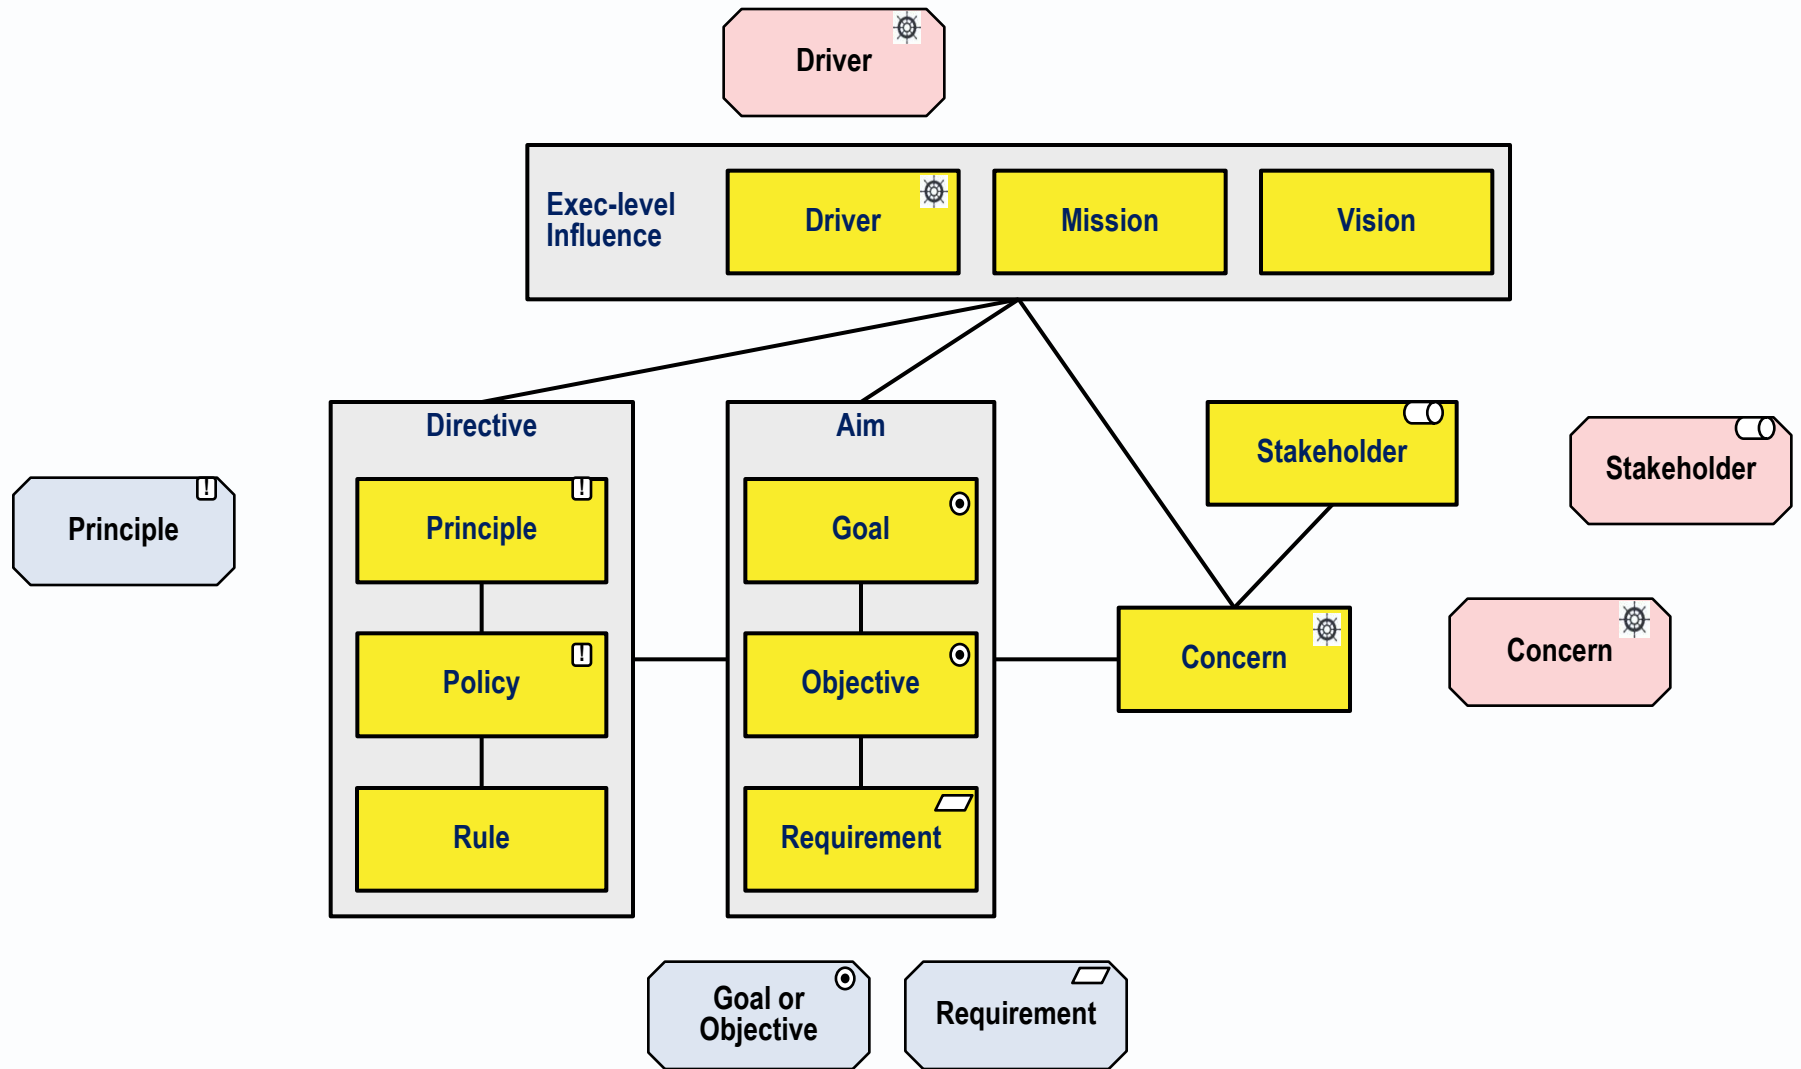 Driver
Exec-level
Influence
Driver
Mission
Vision
Directive
Aim
Stakeholder
Stakeholder
Principle
!
Principle
!
Goal
Policy
!
Objective
Concern
Concern
Rule
Requirement
Goal or
Objective
Requirement